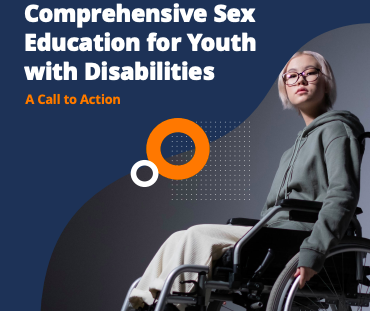 Comprehensive Sex
Education for Youth
with Disabilities
A Call to Action